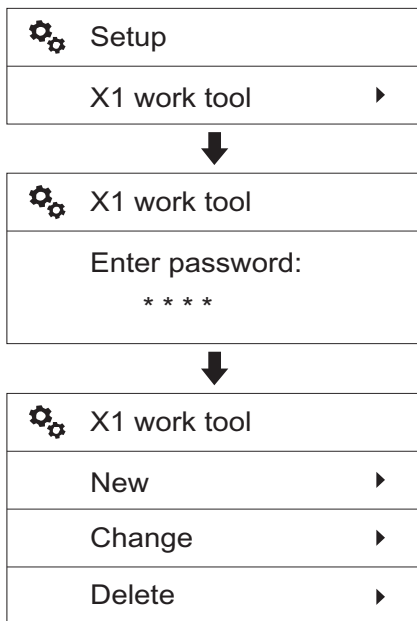 Setup
X1 work tool
X1 work tool
Enter password:
* * * *
X1 work tool
New
Change
Delete